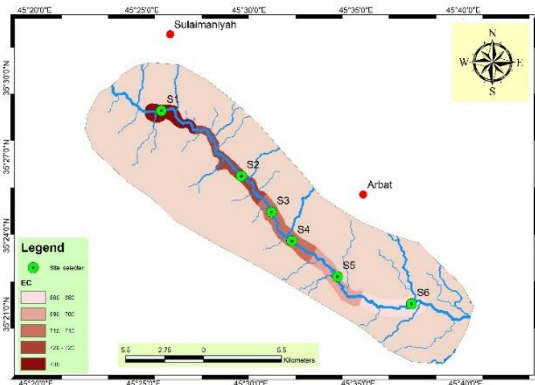 45°20'0"E 45°25'0"E 45°30'0"E 45°35'0"E 45°40'0"E
Sulaimaniyah
N
W E
S
35°30'0"N
S1
35°27'0"N
S2
Arbat
S3
35°24'0"N
S4
Legend
Site selected
S5
EC
S6
35°21'0"N
5.5 2.75 0 5.5
Kilometers
45°20'0"E 45°25'0"E 45°30'0"E 45°35'0"E 45°40'0"E